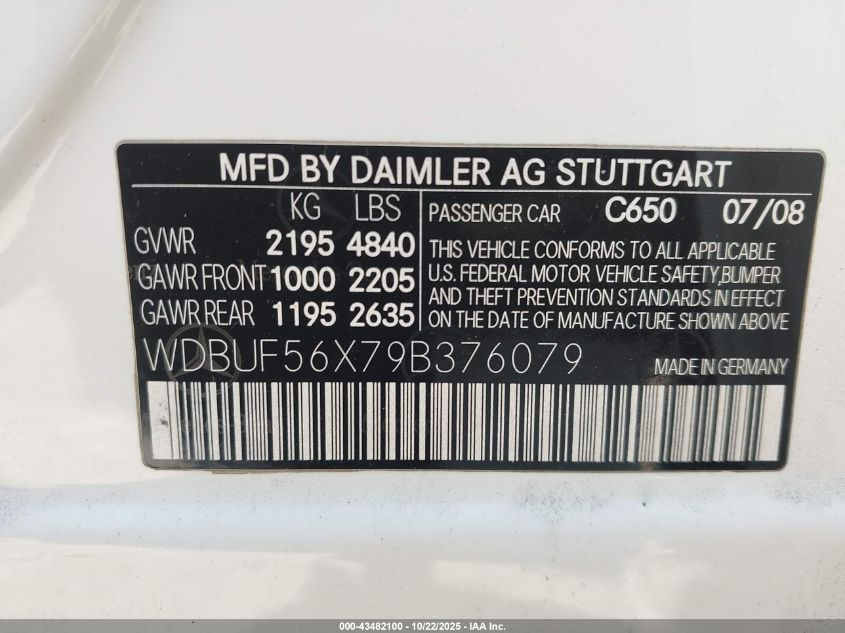 MFD BY DAIMLER AG STUTTGART
KG LBS
GVWR 2195 4840
GAWR FRONT 1000 2205
GAWR REAR 1195 2635
PASSENGER CAR C650 07/08
THIS VEHICLE CONFORMS TO ALL APPLICABLE
U.S. FEDERAL MOTOR VEHICLE SAFETY,BUMPER
AND THEFT PREVENTION STANDARDS IN EFFECT
ON THE DATE OF MANUFACTURE SHOWN ABOVE
WDBUF56X79B376079
MADE IN GERMANY
000-43482100 - 10/22/2025 - IAA Inc.